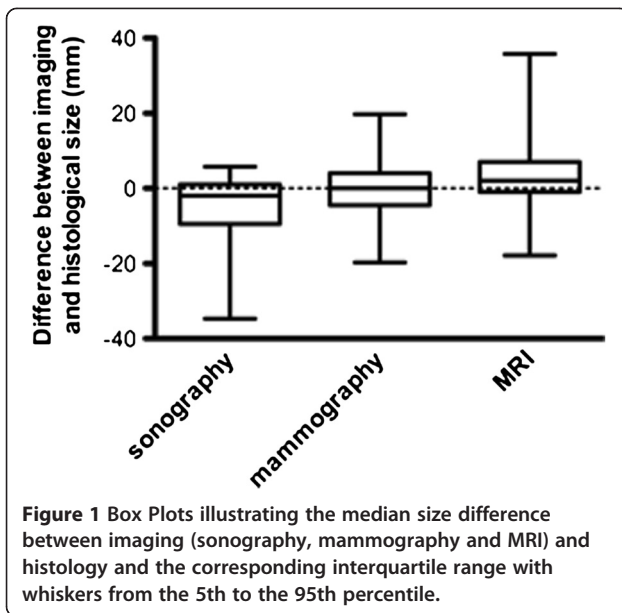 Difference between imaging
and histological size (mm)
40
20
0
-20
-40
sonography
mammography
MRI
Figure 1 Box Plots illustrating the median size difference
between imaging (sonography, mammography and MRI) and
histology and the corresponding interquartile range with
whiskers from the 5th to the 95th percentile.